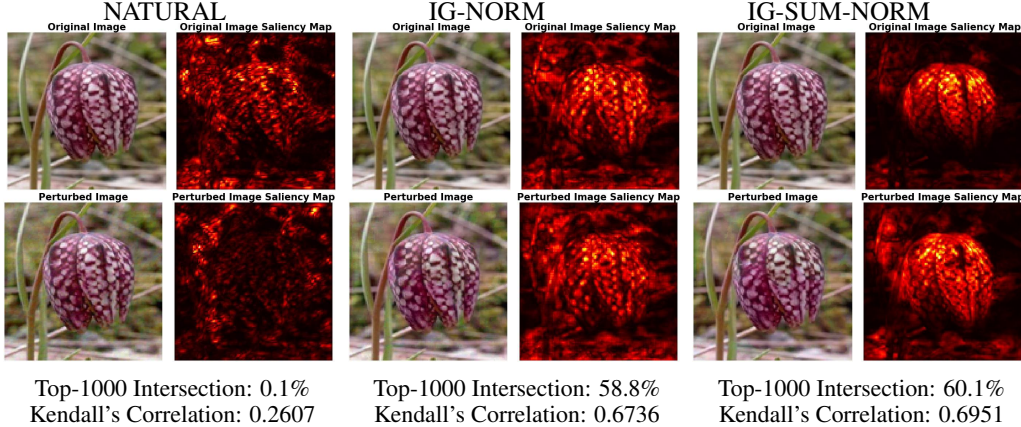 NATURAL
Original Image
Original Image Saliency Map
Perturbed Image
Perturbed Image Saliency Map
Top-1000 Intersection: 0.1%
Kendall's Correlation: 0.2607
IG-NORM
Original Image
Original Image Saliency Map
Perturbed Image
Perturbed Image Saliency Map
Top-1000 Intersection: 58.8%
Kendall's Correlation: 0.6736
IG-SUM-NORM
Original Image
Original Image Saliency Map
Perturbed Image
Perturbed Image Saliency Map
Top-1000 Intersection: 60.1%
Kendall's Correlation: 0.6951